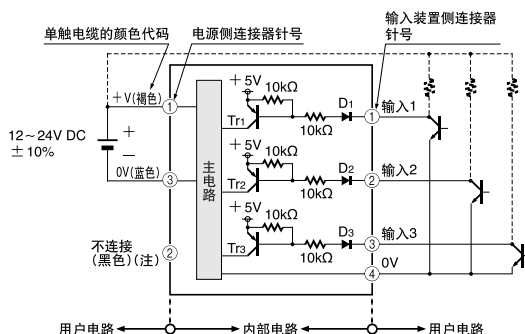 单触电缆的颜色代码
电源侧连接器针号
输入装置侧连接器
针号
+V(褐色)
1
12~24V DC
±10%
+
−
0V(蓝色)
3
不连接
(黑色)(注)
2
主电路
+5V
10kΩ
Tr1
10kΩ
D1
1
输入1
+5V
10kΩ
Tr2
10kΩ
D2
2
输入2
+5V
10kΩ
Tr3
10kΩ
D3
3
输入3
4
0V
用户电路
内部电路
用户电路